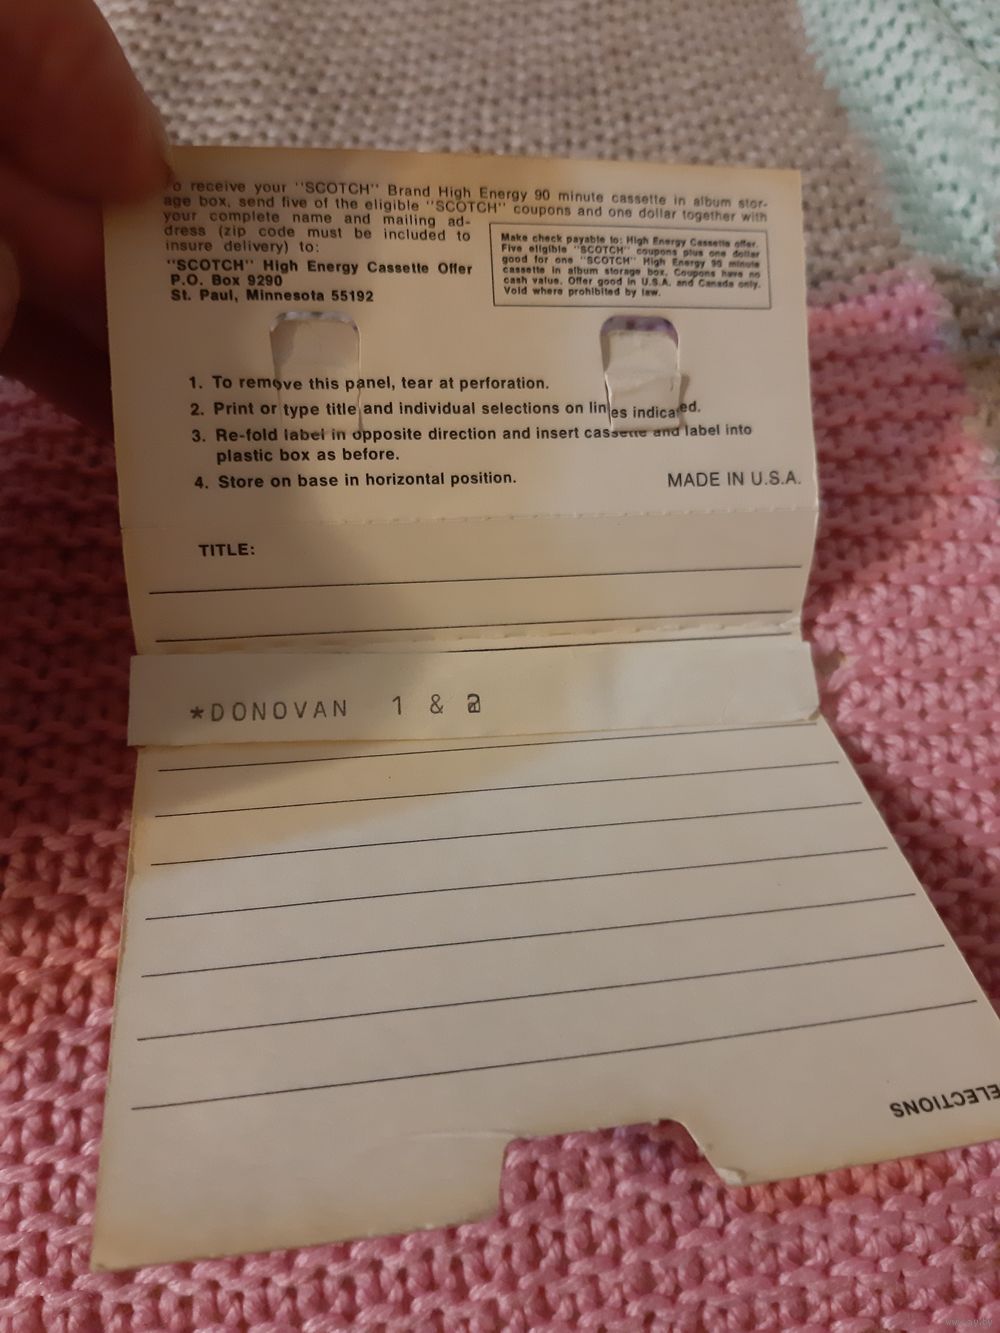 To receive your "SCOTCH" Brand High Energy 90 minute cassette in album stor-
age box, send five of the eligible "SCOTCH" coupons and one dollar together with
your complete name and mailing ad-
dress (zip code must be included to
insure delivery) to:
"SCOTCH" High Energy Cassette Offer
P.O. Box 9290
St. Paul, Minnesota 55192
Make check payable to: High Energy Cassette offer.
Five eligible "SCOTCH" coupons plus one dollar
good for one "SCOTCH" High Energy 90 minute
cassette in album storage box. Coupons have no
cash value. Offer good in U.S.A. and Canada only.
Void where prohibited by law.
1. To remove this panel, tear at perforation.
2. Print or type title and individual selections on lines indicated.
3. Re-fold label in opposite direction and insert cassette and label into
plastic box as before.
4. Store on base in horizontal position.
MADE IN U.S.A.
TITLE:
*DONOVAN 1 & 2
ELECTIONS
www.ay.by